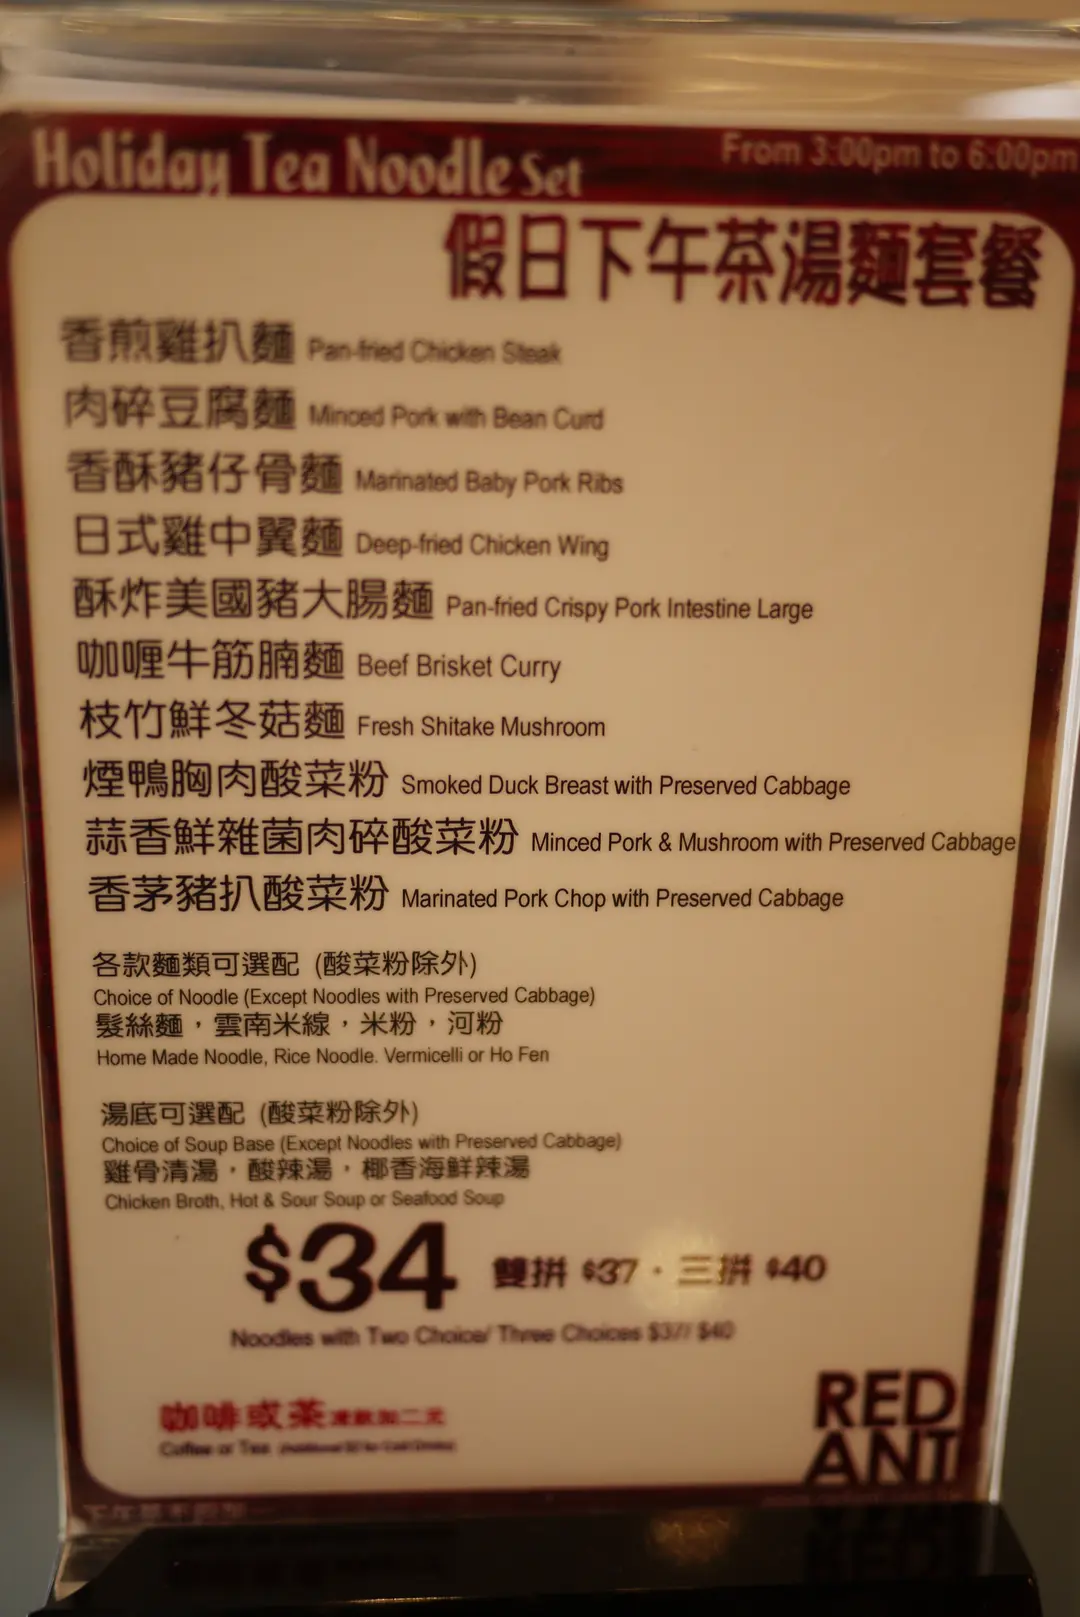 Holiday Tea Noodle Set
From 3:00pm to 6:00pm
假日下午茶湯麵套餐
香煎雞扒麵 Pan-fried Chicken Steak
肉碎豆腐麵 Minced Pork with Bean Curd
香酥豬仔骨麵 Marinated Baby Pork Ribs
日式雞中翼麵 Deep-fried Chicken Wing
酥炸美國豬大腸麵 Pan-fried Crispy Pork Intestine Large
咖喱牛筋腩麵 Beef Brisket Curry
枝竹鮮冬菇麵 Fresh Shitake Mushroom
煙鴨胸肉酸菜粉 Smoked Duck Breast with Preserved Cabbage
蒜香鮮雜菌肉碎酸菜粉 Minced Pork & Mushroom with Preserved Cabbage
香茅豬扒酸菜粉 Marinated Pork Chop with Preserved Cabbage
各款麵類可選配 (酸菜粉除外)
Choice of Noodle (Except Noodles with Preserved Cabbage)
髮絲麵，雲南米線，米粉，河粉
Home Made Noodle, Rice Noodle. Vermicelli or Ho Fen
湯底可選配 (酸菜粉除外)
Choice of Soup Base (Except Noodles with Preserved Cabbage)
雞骨清湯，酸辣湯，椰香海鮮辣湯
Chicken Broth, Hot & Sour Soup or Seafood Soup
$34 雙拼 $37．三拼 $40
Noodles with Two Choice/ Three Choices $37/ $40
咖啡或茶 凍飲加二元
Coffee or Tea (Additional $2 for Cold Drinks)
RED
ANT